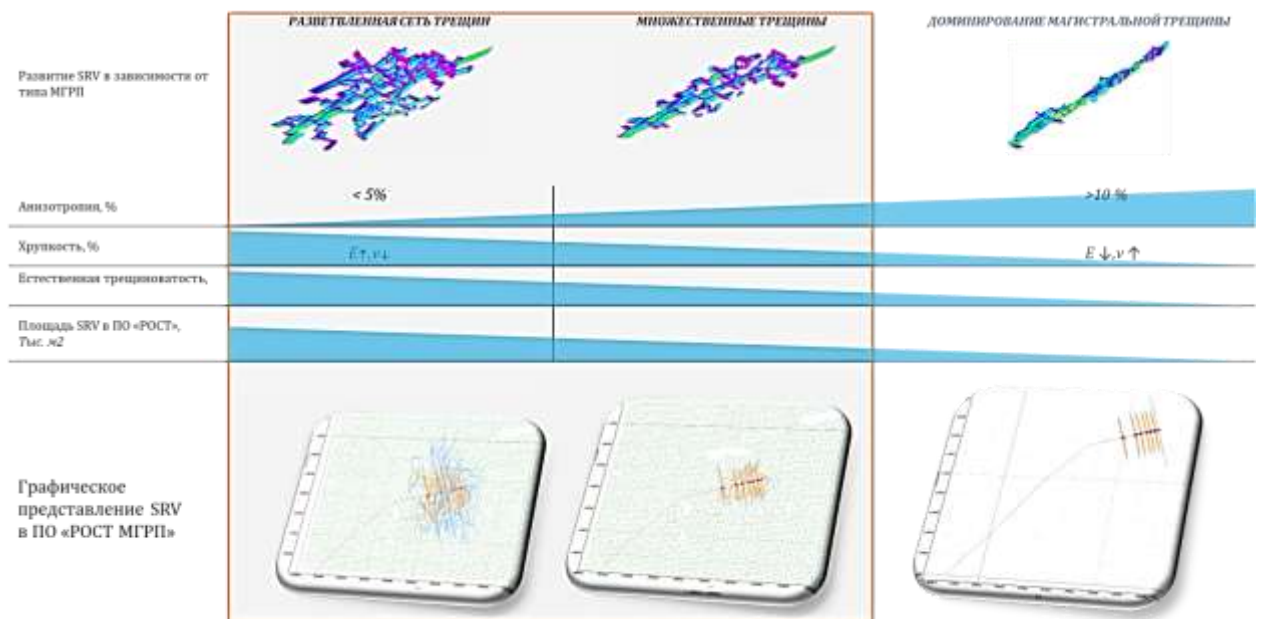 РАЗВЕТВЛЕННАЯ СЕТЬ ТРЕЩИН
МНОЖЕСТВЕННЫЕ ТРЕЩИНЫ
ДОМИНИРОВАНИЕ МАГИСТРАЛЬНОЙ ТРЕЩИНЫ
Развитие SRV в зависимости от
типа МГРП
< 5%
>10 %
Анизотропия, %
Хрупкость, %
E↑,ν↓
E ↓,ν ↑
Естественная трещиноватость,
Площадь SRV в ПО «РОСТ»,
Тыс. м2
Графическое
представление SRV
в ПО «РОСТ МГРП»